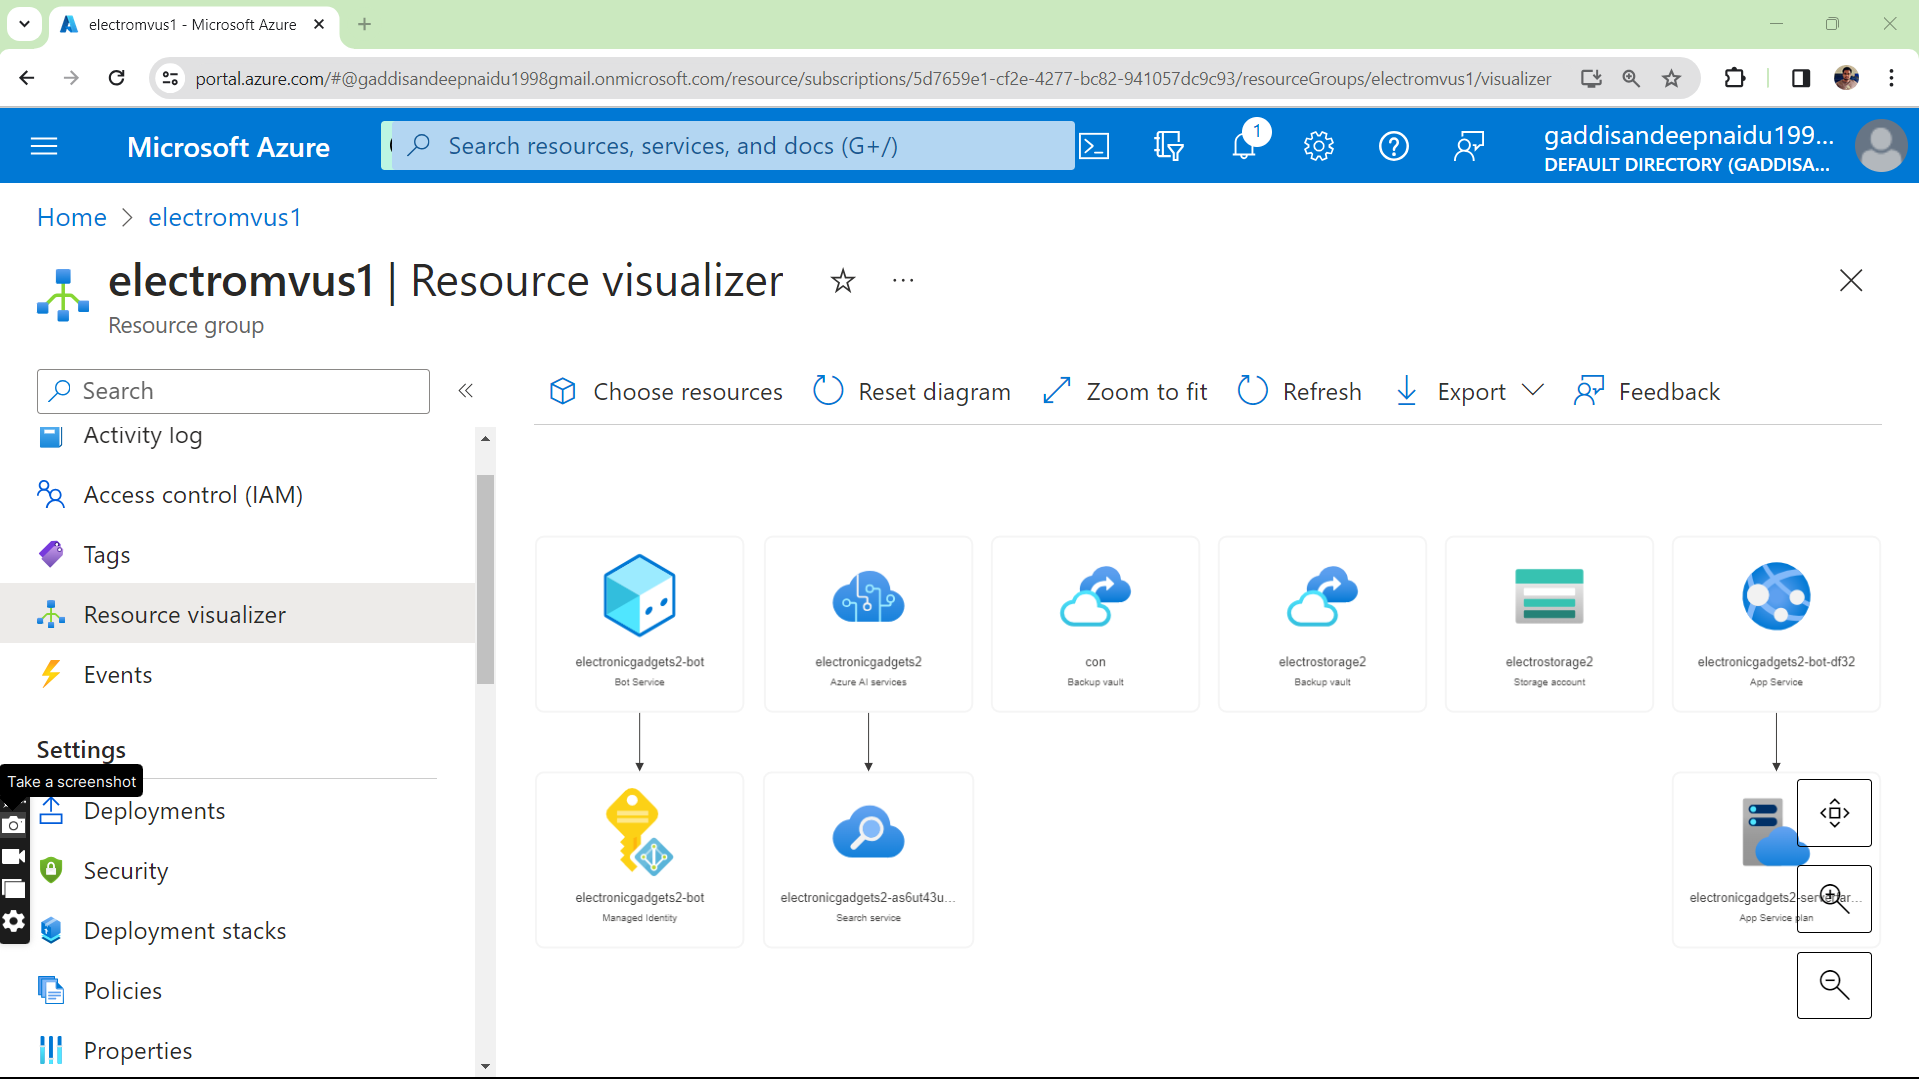 electromvus1 - Microsoft Azure
portal.azure.com/#@gaddisandeepnaidu1998gmail.onmicrosoft.com/resource/subscriptions/5d7659e1-cf2e-4277-bc82-941057dc9c93/resourceGroups/electromvus1/visualizer
Microsoft Azure
Search resources, services, and docs (G+/)
1
gaddisandeepnaidu199...
DEFAULT DIRECTORY (GADDISA...
Home > electromvus1
electromvus1 | Resource visualizer
Resource group
Search
Choose resources
Reset diagram
Zoom to fit
Refresh
Export
Feedback
Activity log
Access control (IAM)
Tags
Resource visualizer
Events
Settings
Take a screenshot
Deployments
Security
Deployment stacks
Policies
Properties
electronicgadgets2-bot
Bot Service
electronicgadgets2
Azure AI services
con
Backup vault
electrostorage2
Backup vault
electrostorage2
Storage account
electronicgadgets2-bot-df32
App Service
electronicgadgets2-bot
Managed Identity
electronicgadgets2-as6ut43u...
Search service
electronicgadgets2-serverfar...
App Service plan